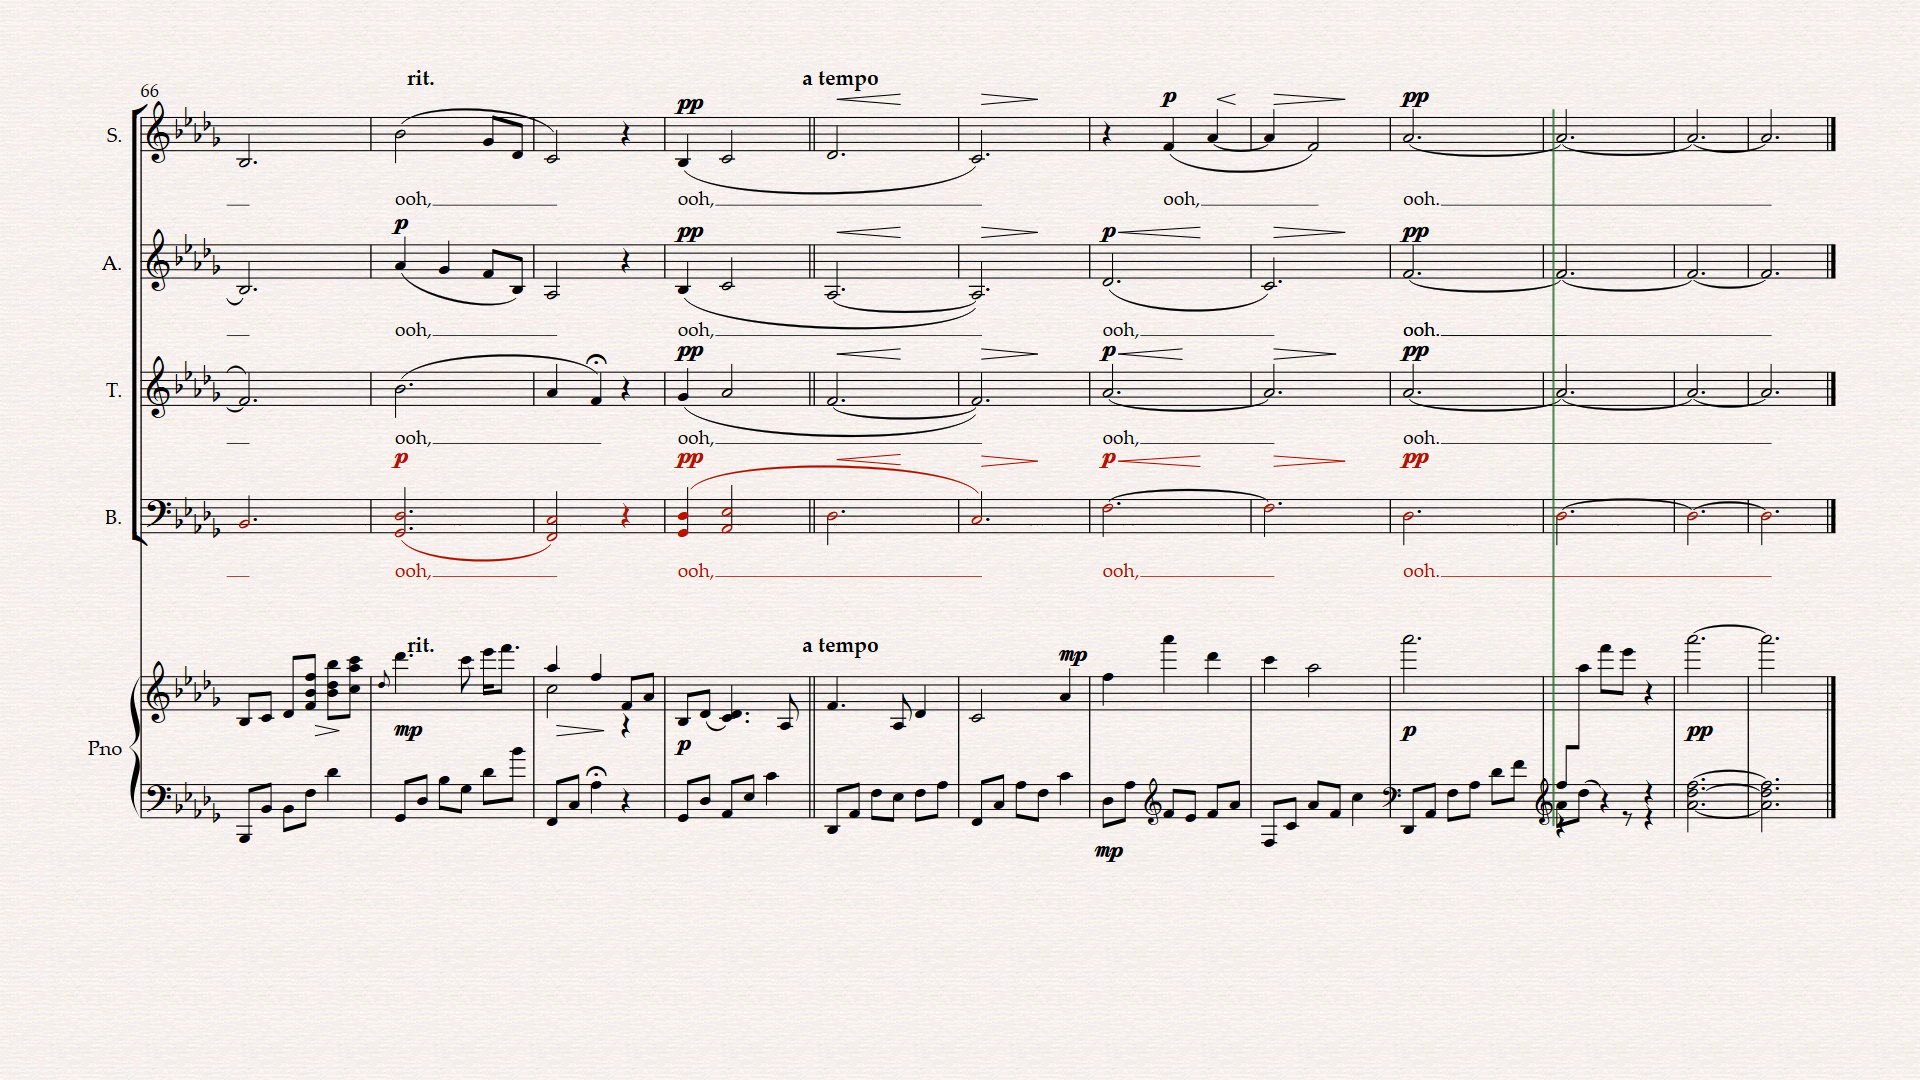 rit. a tempo
66
pp p pp
S.
ooh, ooh, ooh, ooh.
p pp p pp
A.
ooh, ooh, ooh, ooh.
pp p pp
T.
ooh, ooh, ooh, ooh.
p pp p pp
B.
ooh, ooh, ooh, ooh.
rit. a tempo mp
mp p p pp
Pno
mp